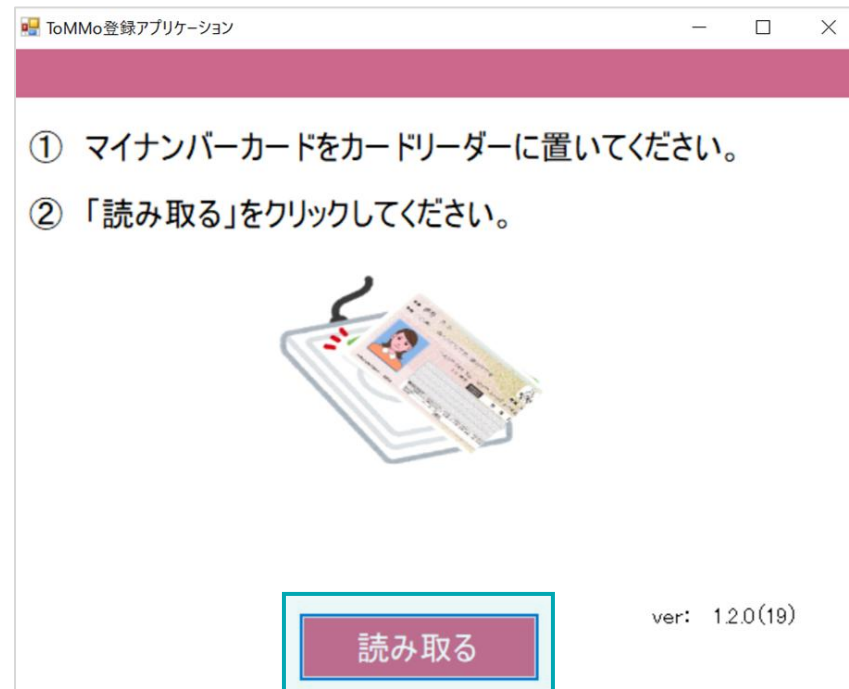 ToMMo登録アプリケーション
① マイナンバーカードをカードリーダーに置いてください。
② 「読み取る」をクリックしてください。
ver: 1.2.0(19)
読み取る